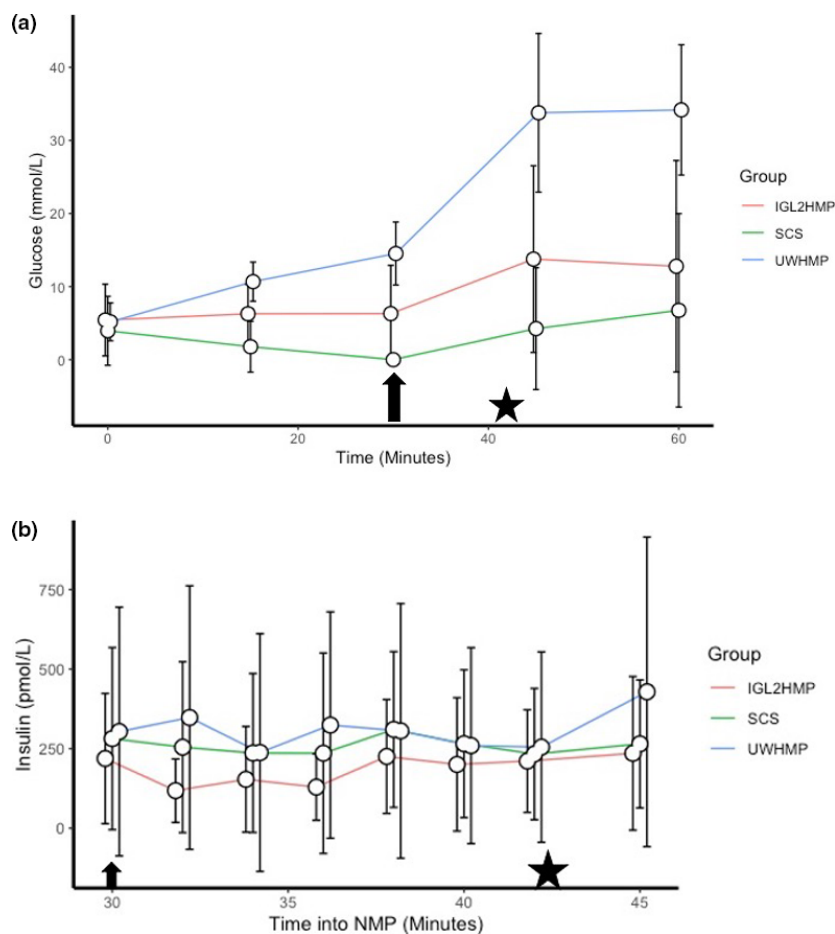 (a)
40
30
20
10
0
Glucose (mmol/L)
0 20 40 60
Time (Minutes)
Group
IGL2HMP
SCS
UWHMP
(b)
750
500
250
0
Insulin (pmol/L)
30 35 40 45
Time into NMP (Minutes)
Group
IGL2HMP
SCS
UWHMP